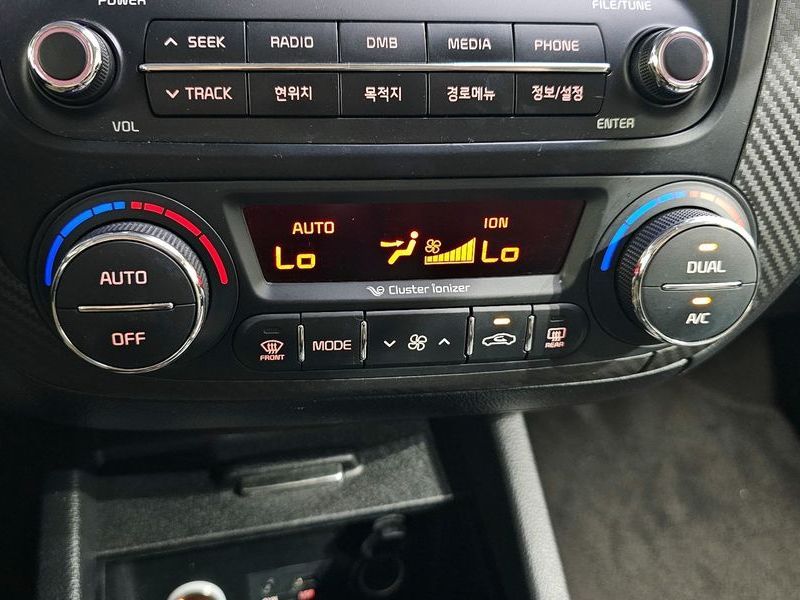 POWER
FILE/TUNE
SEEK RADIO DMB MEDIA PHONE
TRACK 현위치 목적지 경로메뉴 정보/설정
VOL ENTER
AUTO ION
Lo Lo
Cluster Ionizer
AUTO
OFF
DUAL
A/C
FRONT MODE REAR